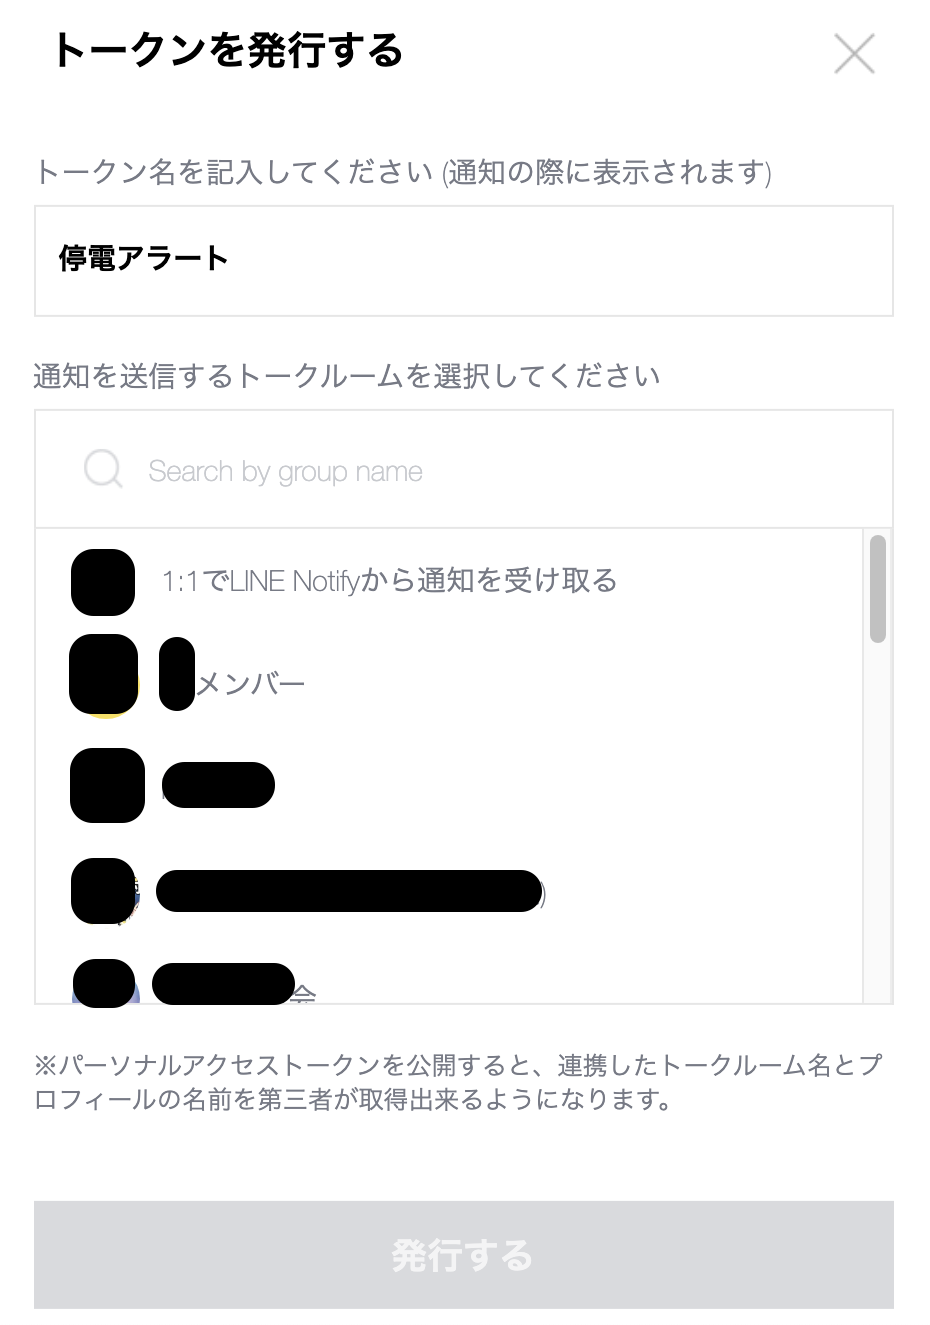 トークンを発行する
トークン名を記入してください (通知の際に表示されます)
停電アラート
通知を送信するトークルームを選択してください
Search by group name
1:1でLINE Notifyから通知を受け取る
メンバー
)
会
※パーソナルアクセストークンを公開すると、連携したトークルーム名とプ
ロフィールの名前を第三者が取得出来るようになります。
発行する